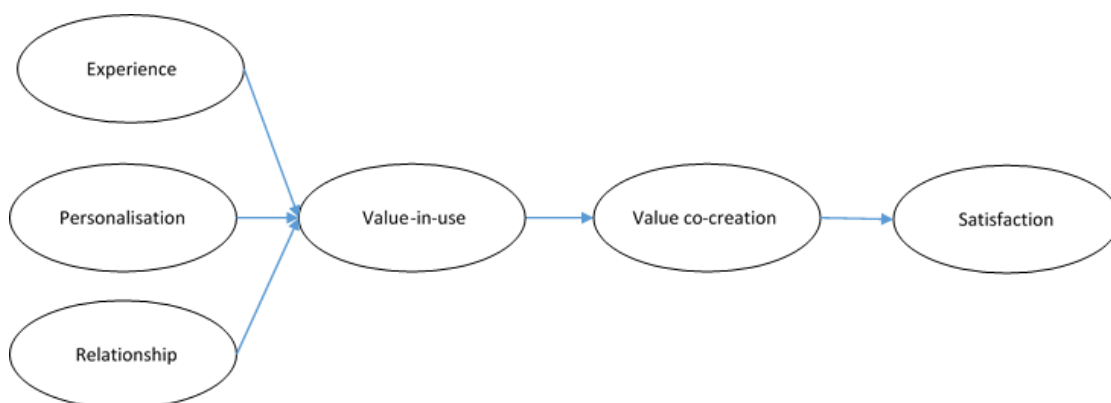 Experience
Personalisation
Value-in-use
Value co-creation
Satisfaction
Relationship